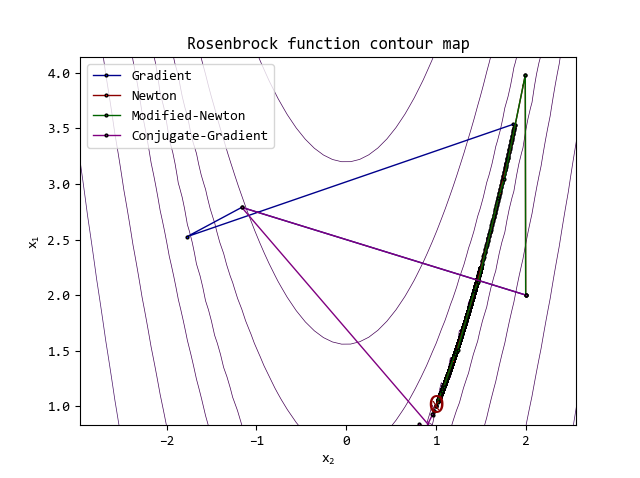 Rosenbrock function contour map
Gradient
Newton
Modified-Newton
Conjugate-Gradient
4.0
3.5
3.0
2.5
2.0
1.5
1.0
x₁
−2 −1 0 1 2
x₂